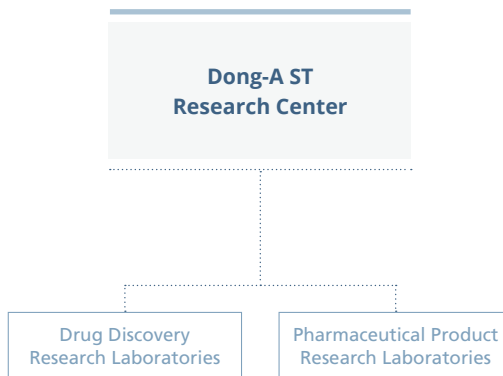 Dong-A ST
Research Center
Drug Discovery
Research Laboratories
Pharmaceutical Product
Research Laboratories